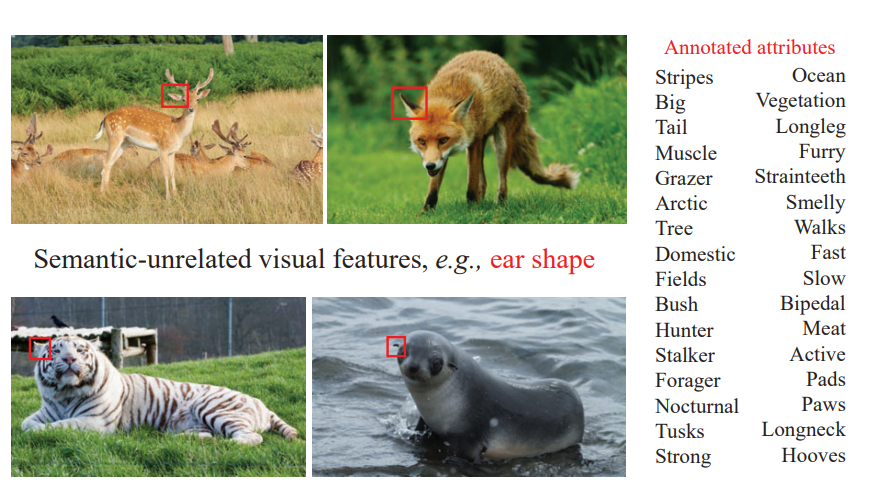 Annotated attributes
Stripes Ocean
Big Vegetation
Tail Longleg
Muscle Furry
Grazer Strainteeth
Arctic Smelly
Tree Walks
Domestic Fast
Fields Slow
Bush Bipedal
Hunter Meat
Stalker Active
Forager Pads
Nocturnal Paws
Tusks Longneck
Strong Hooves
Semantic-unrelated visual features, e.g., ear shape